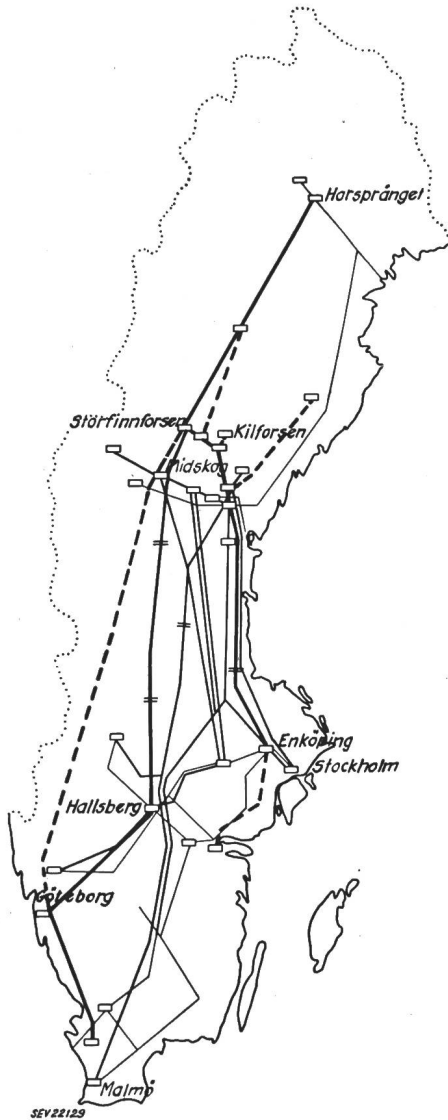 Harsprånget
Störfinnforsen
Kilforsen
Midskog
Enköping
Stockholm
Hallsberg
Göteborg
Malmö
SEV22129